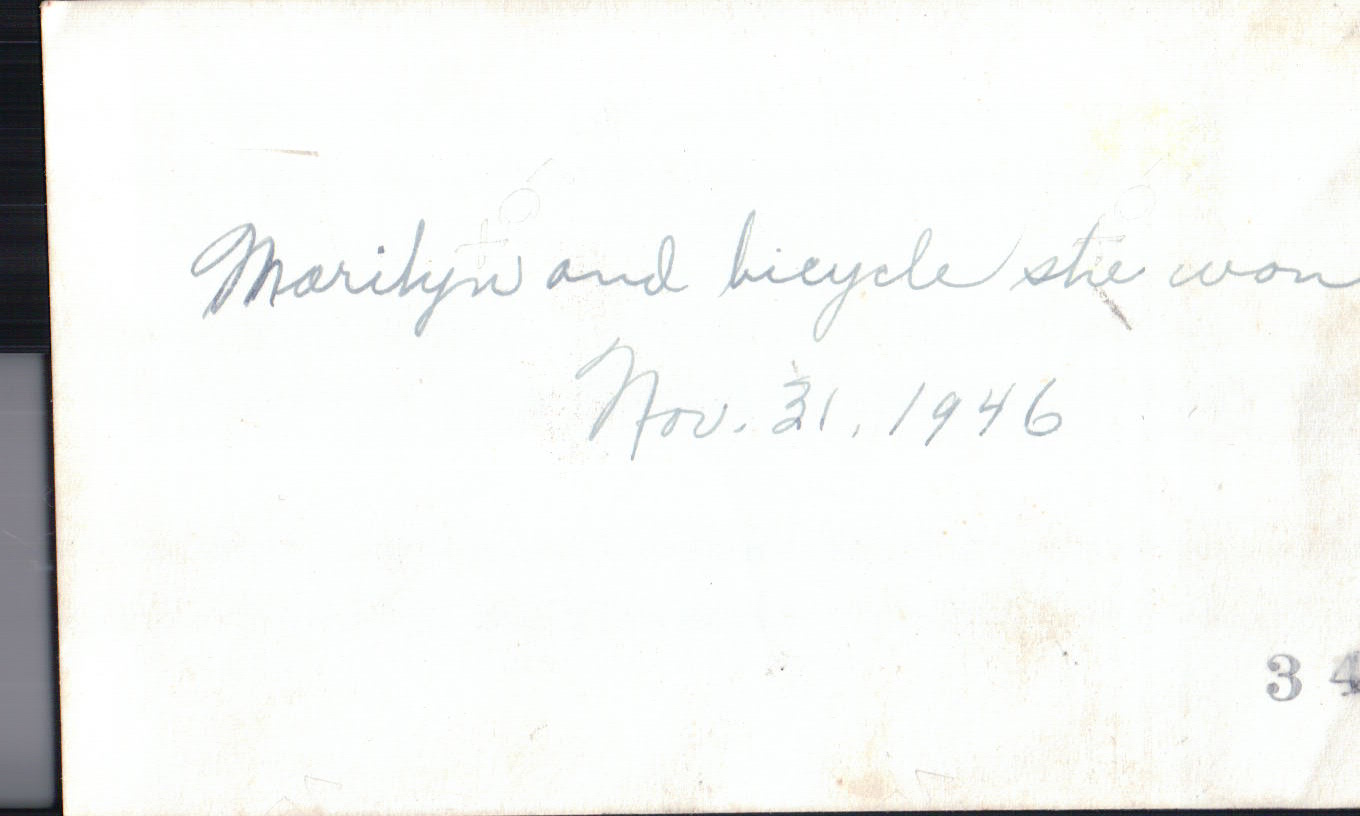 Marilyn and bicycle she won
Nov. 31, 1946
34